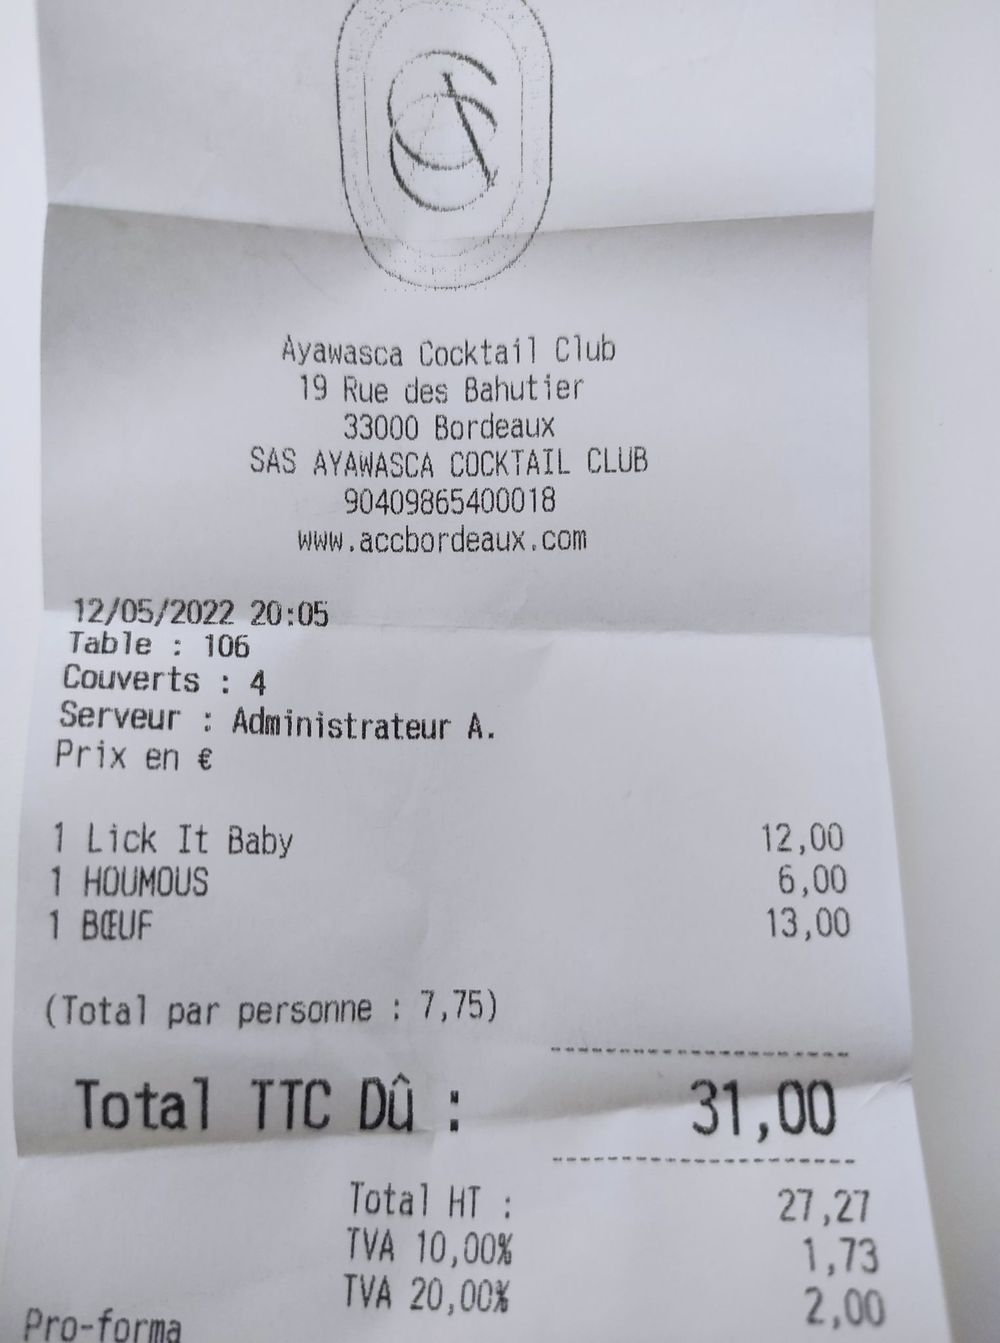 Ayawasca Cocktail Club
19 Rue des Bahutier
33000 Bordeaux
SAS AYAWASCA COCKTAIL CLUB
90409865400018
www.accbordeaux.com
12/05/2022 20:05
Table : 106
Couverts : 4
Serveur : Administrateur A.
Prix en €
1 Lick It Baby 12,00
1 HOUMOUS 6,00
1 BŒUF 13,00
(Total par personne : 7,75)
Total TTC Dû : 31,00
Total HT : 27,27
TVA 10,00% 1,73
TVA 20,00% 2,00
Pro-forma